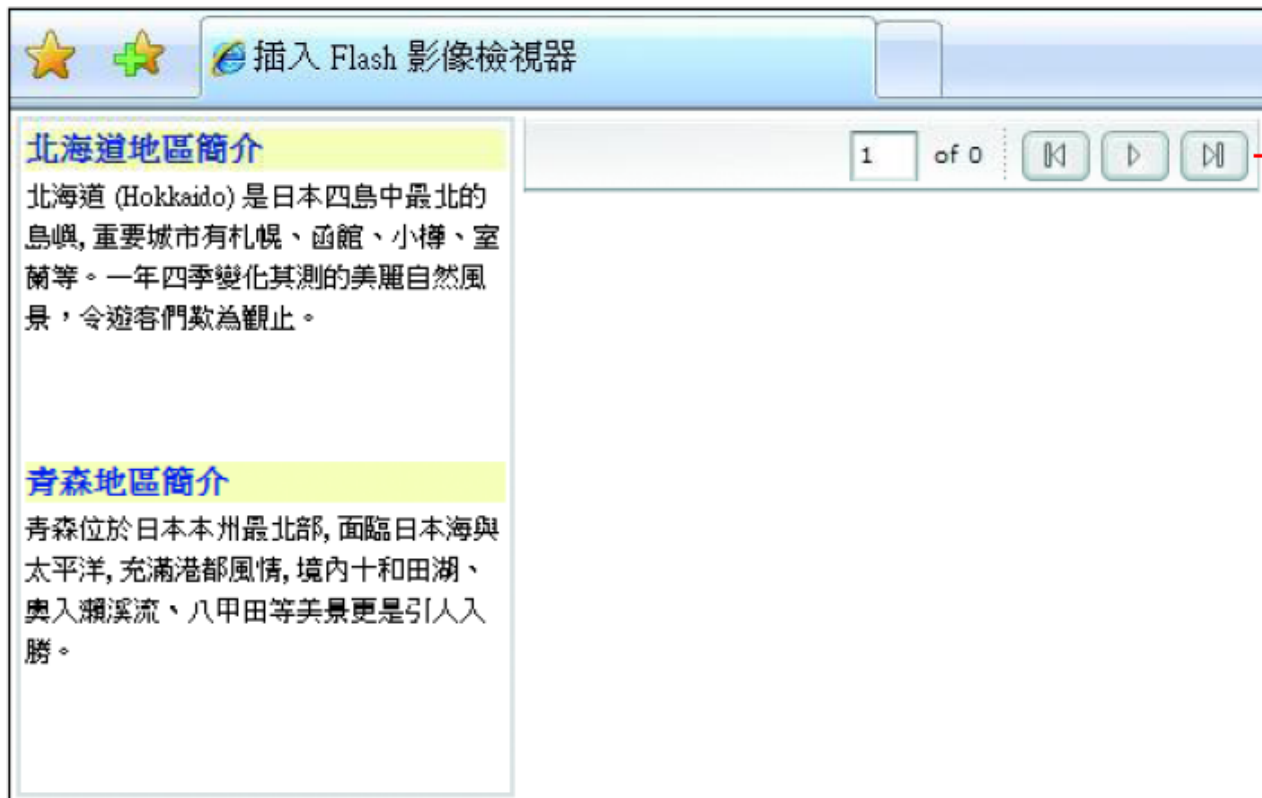 插入 Flash 影像檢視器
北海道地區簡介
北海道 (Hokkaido) 是日本四島中最北的
島嶼, 重要城市有札幌、函館、小樽、室
蘭等。一年四季變化莫測的美麗自然風
景，令遊客們歎為觀止。
青森地區簡介
青森位於日本本州最北部, 面臨日本海與
太平洋, 充滿港都風情, 境內十和田湖、
奧入瀨溪流、八甲田等美景更是引人入
勝。
1 of 0